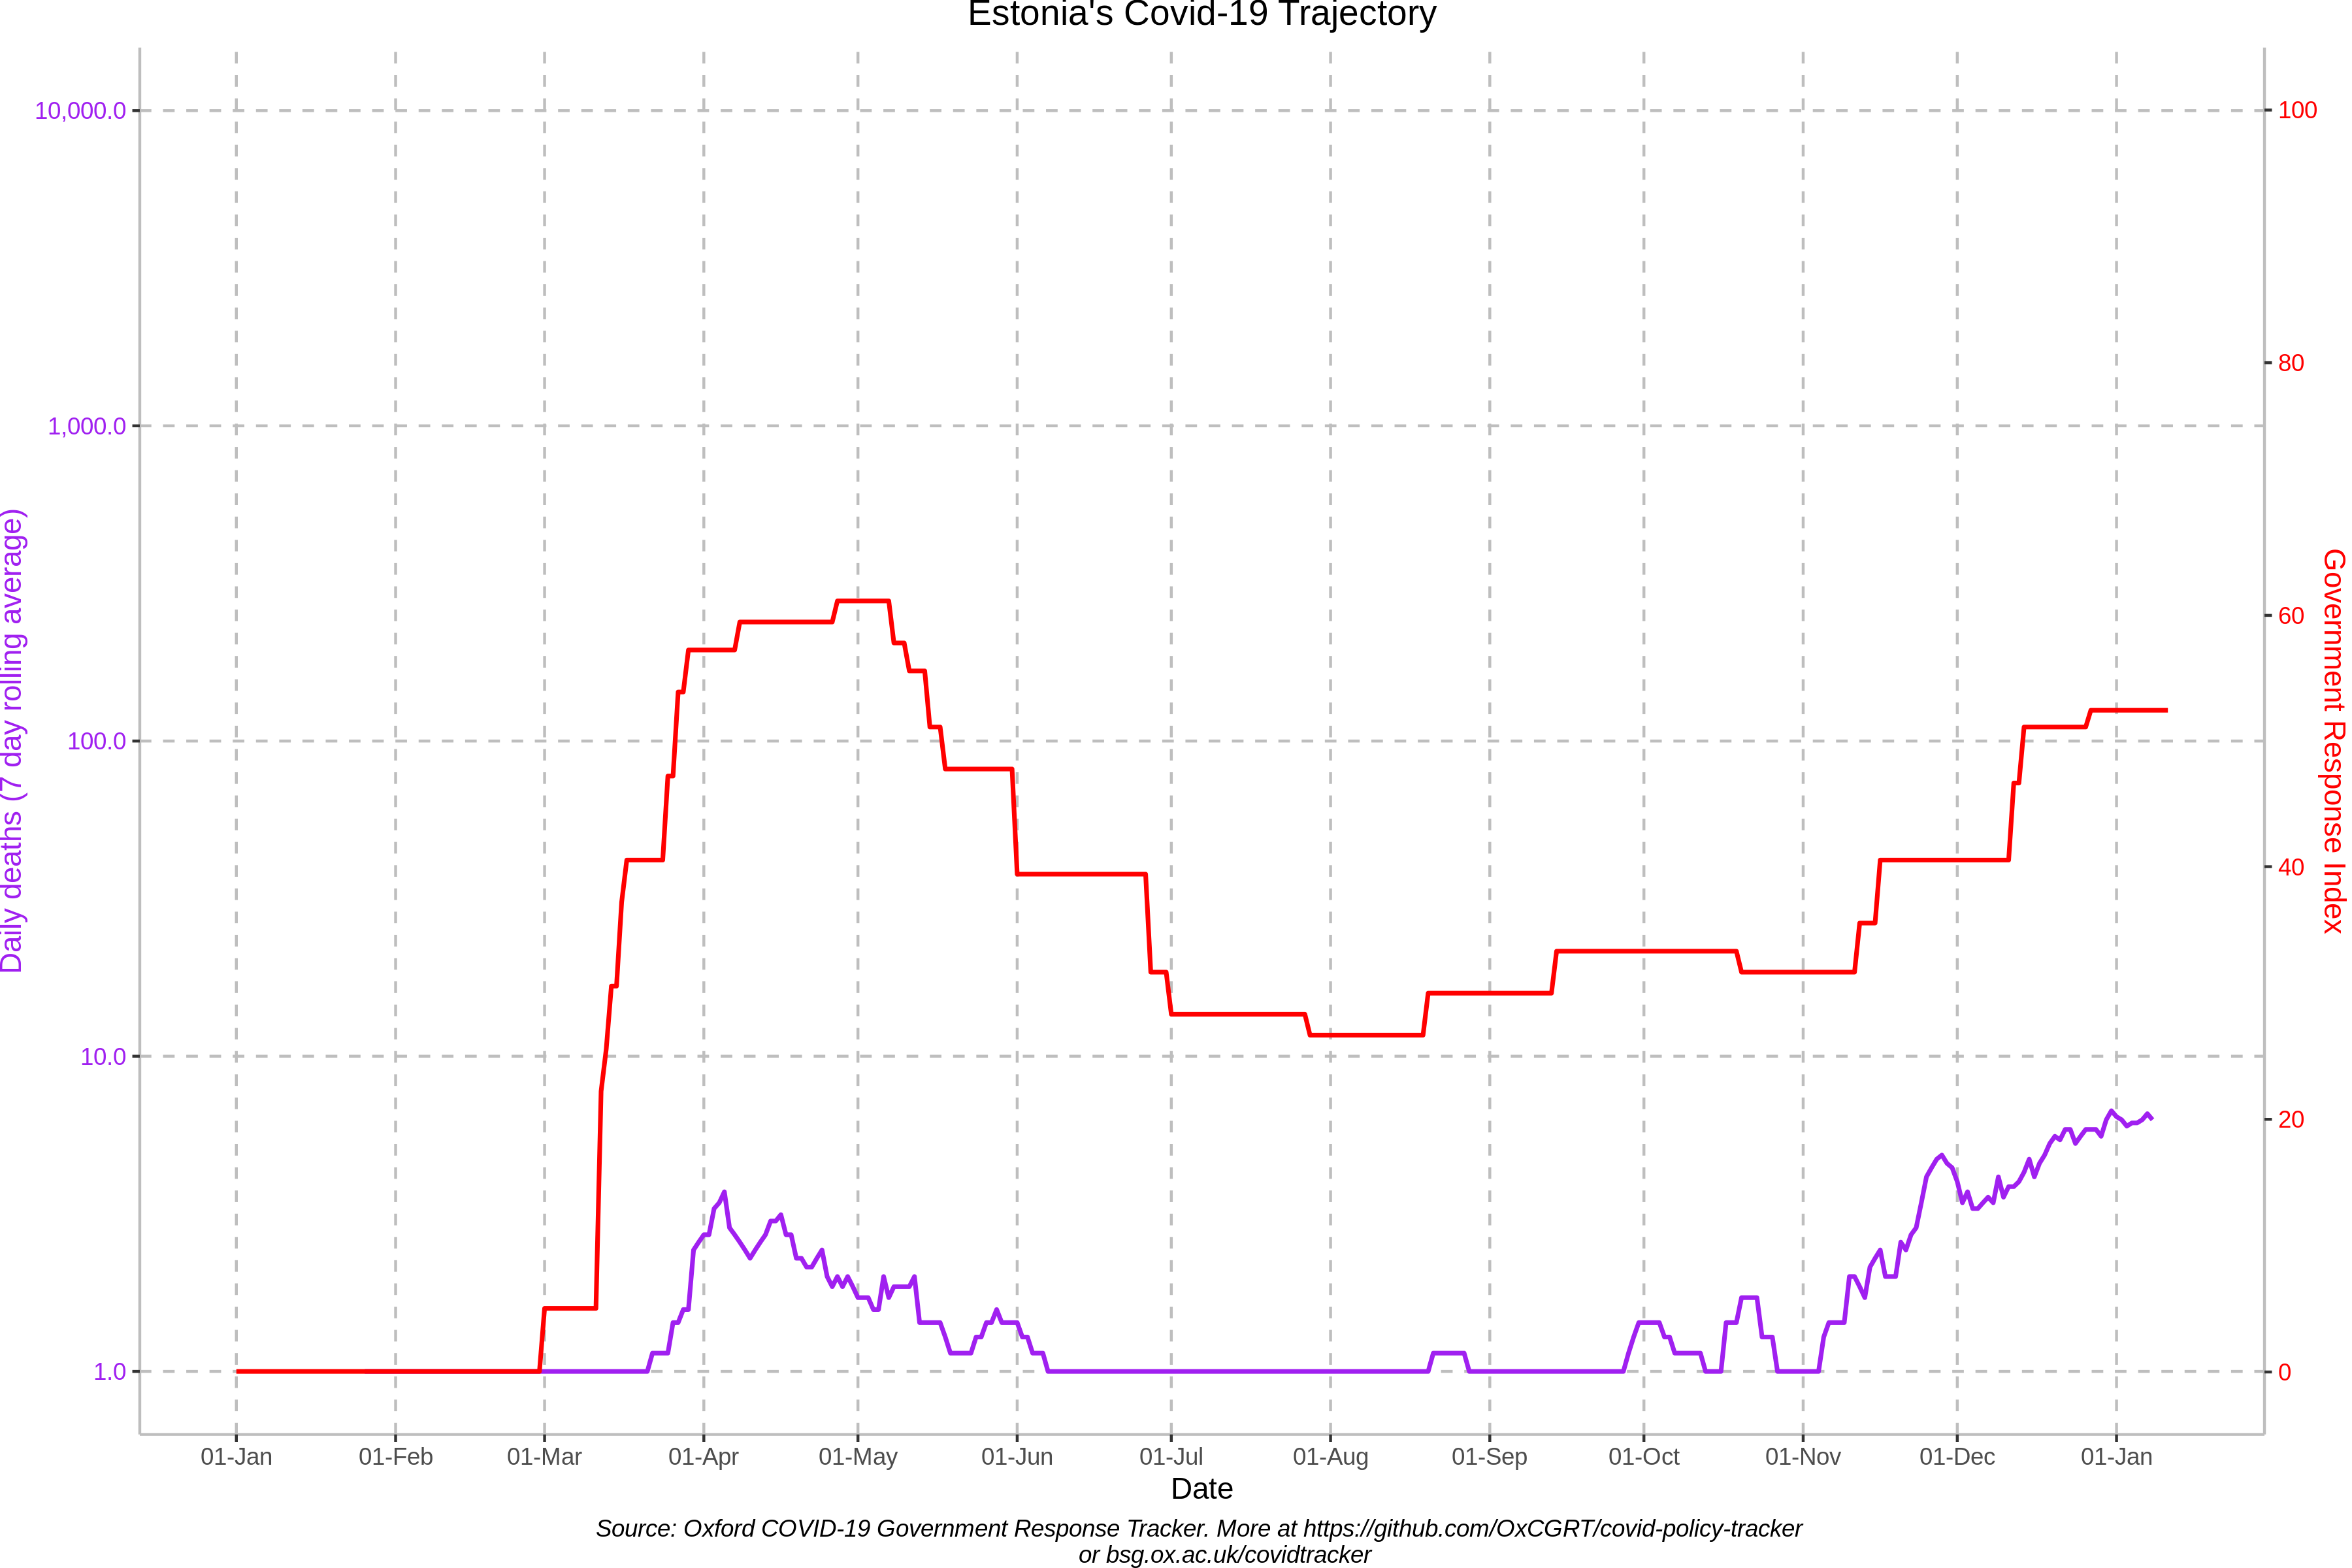 Estonia's Covid-19 Trajectory
10,000.0
1,000.0
100.0
10.0
1.0
Daily deaths (7 day rolling average)
100
80
60
40
20
0
Government Response Index
01-Jan 01-Feb 01-Mar 01-Apr 01-May 01-Jun 01-Jul 01-Aug 01-Sep 01-Oct 01-Nov 01-Dec 01-Jan
Date
Source: Oxford COVID-19 Government Response Tracker. More at https://github.com/OxCGRT/covid-policy-tracker
or bsg.ox.ac.uk/covidtracker